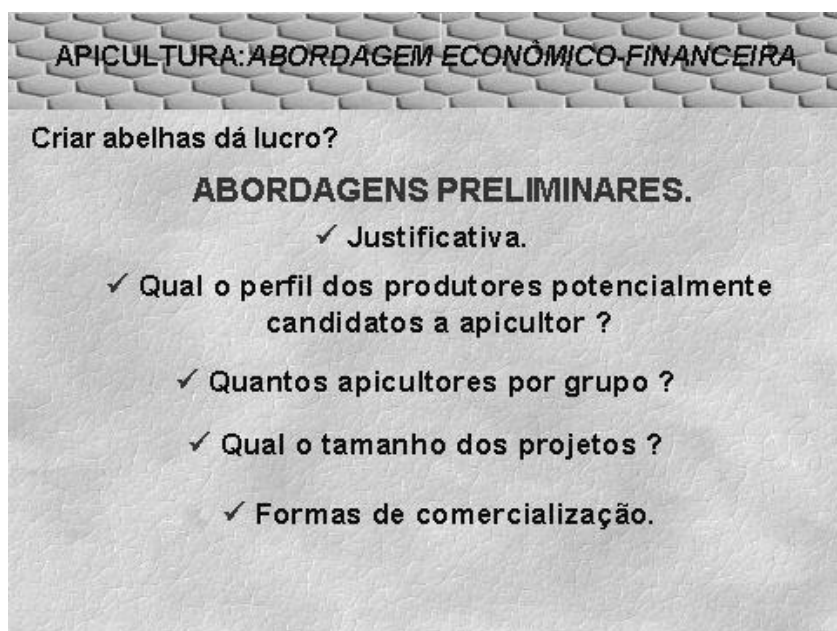 APICULTURA:ABORDAGEM ECONÔMICO-FINANCEIRA
Criar abelhas dá lucro?
ABORDAGENS PRELIMINARES.
✓ Justificativa.
✓ Qual o perfil dos produtores potencialmente
candidatos a apicultor ?
✓ Quantos apicultores por grupo ?
✓ Qual o tamanho dos projetos ?
✓ Formas de comercialização.